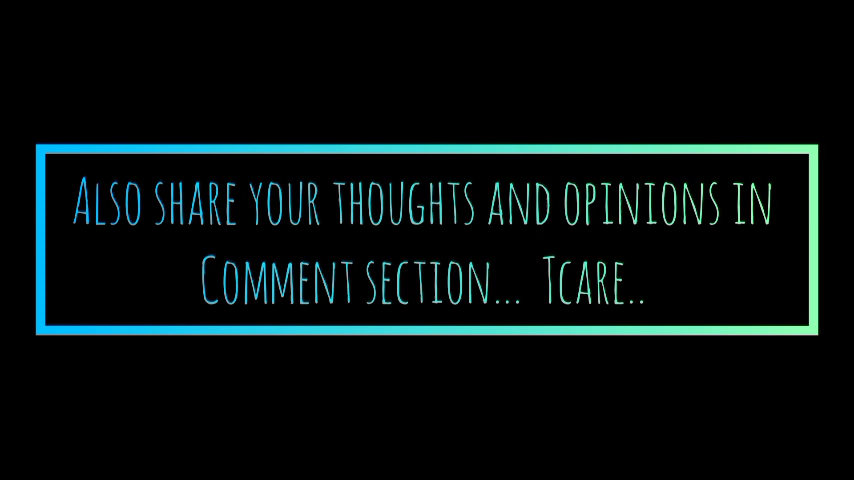 Also share your thoughts and opinions in
Comment section... Tcare..